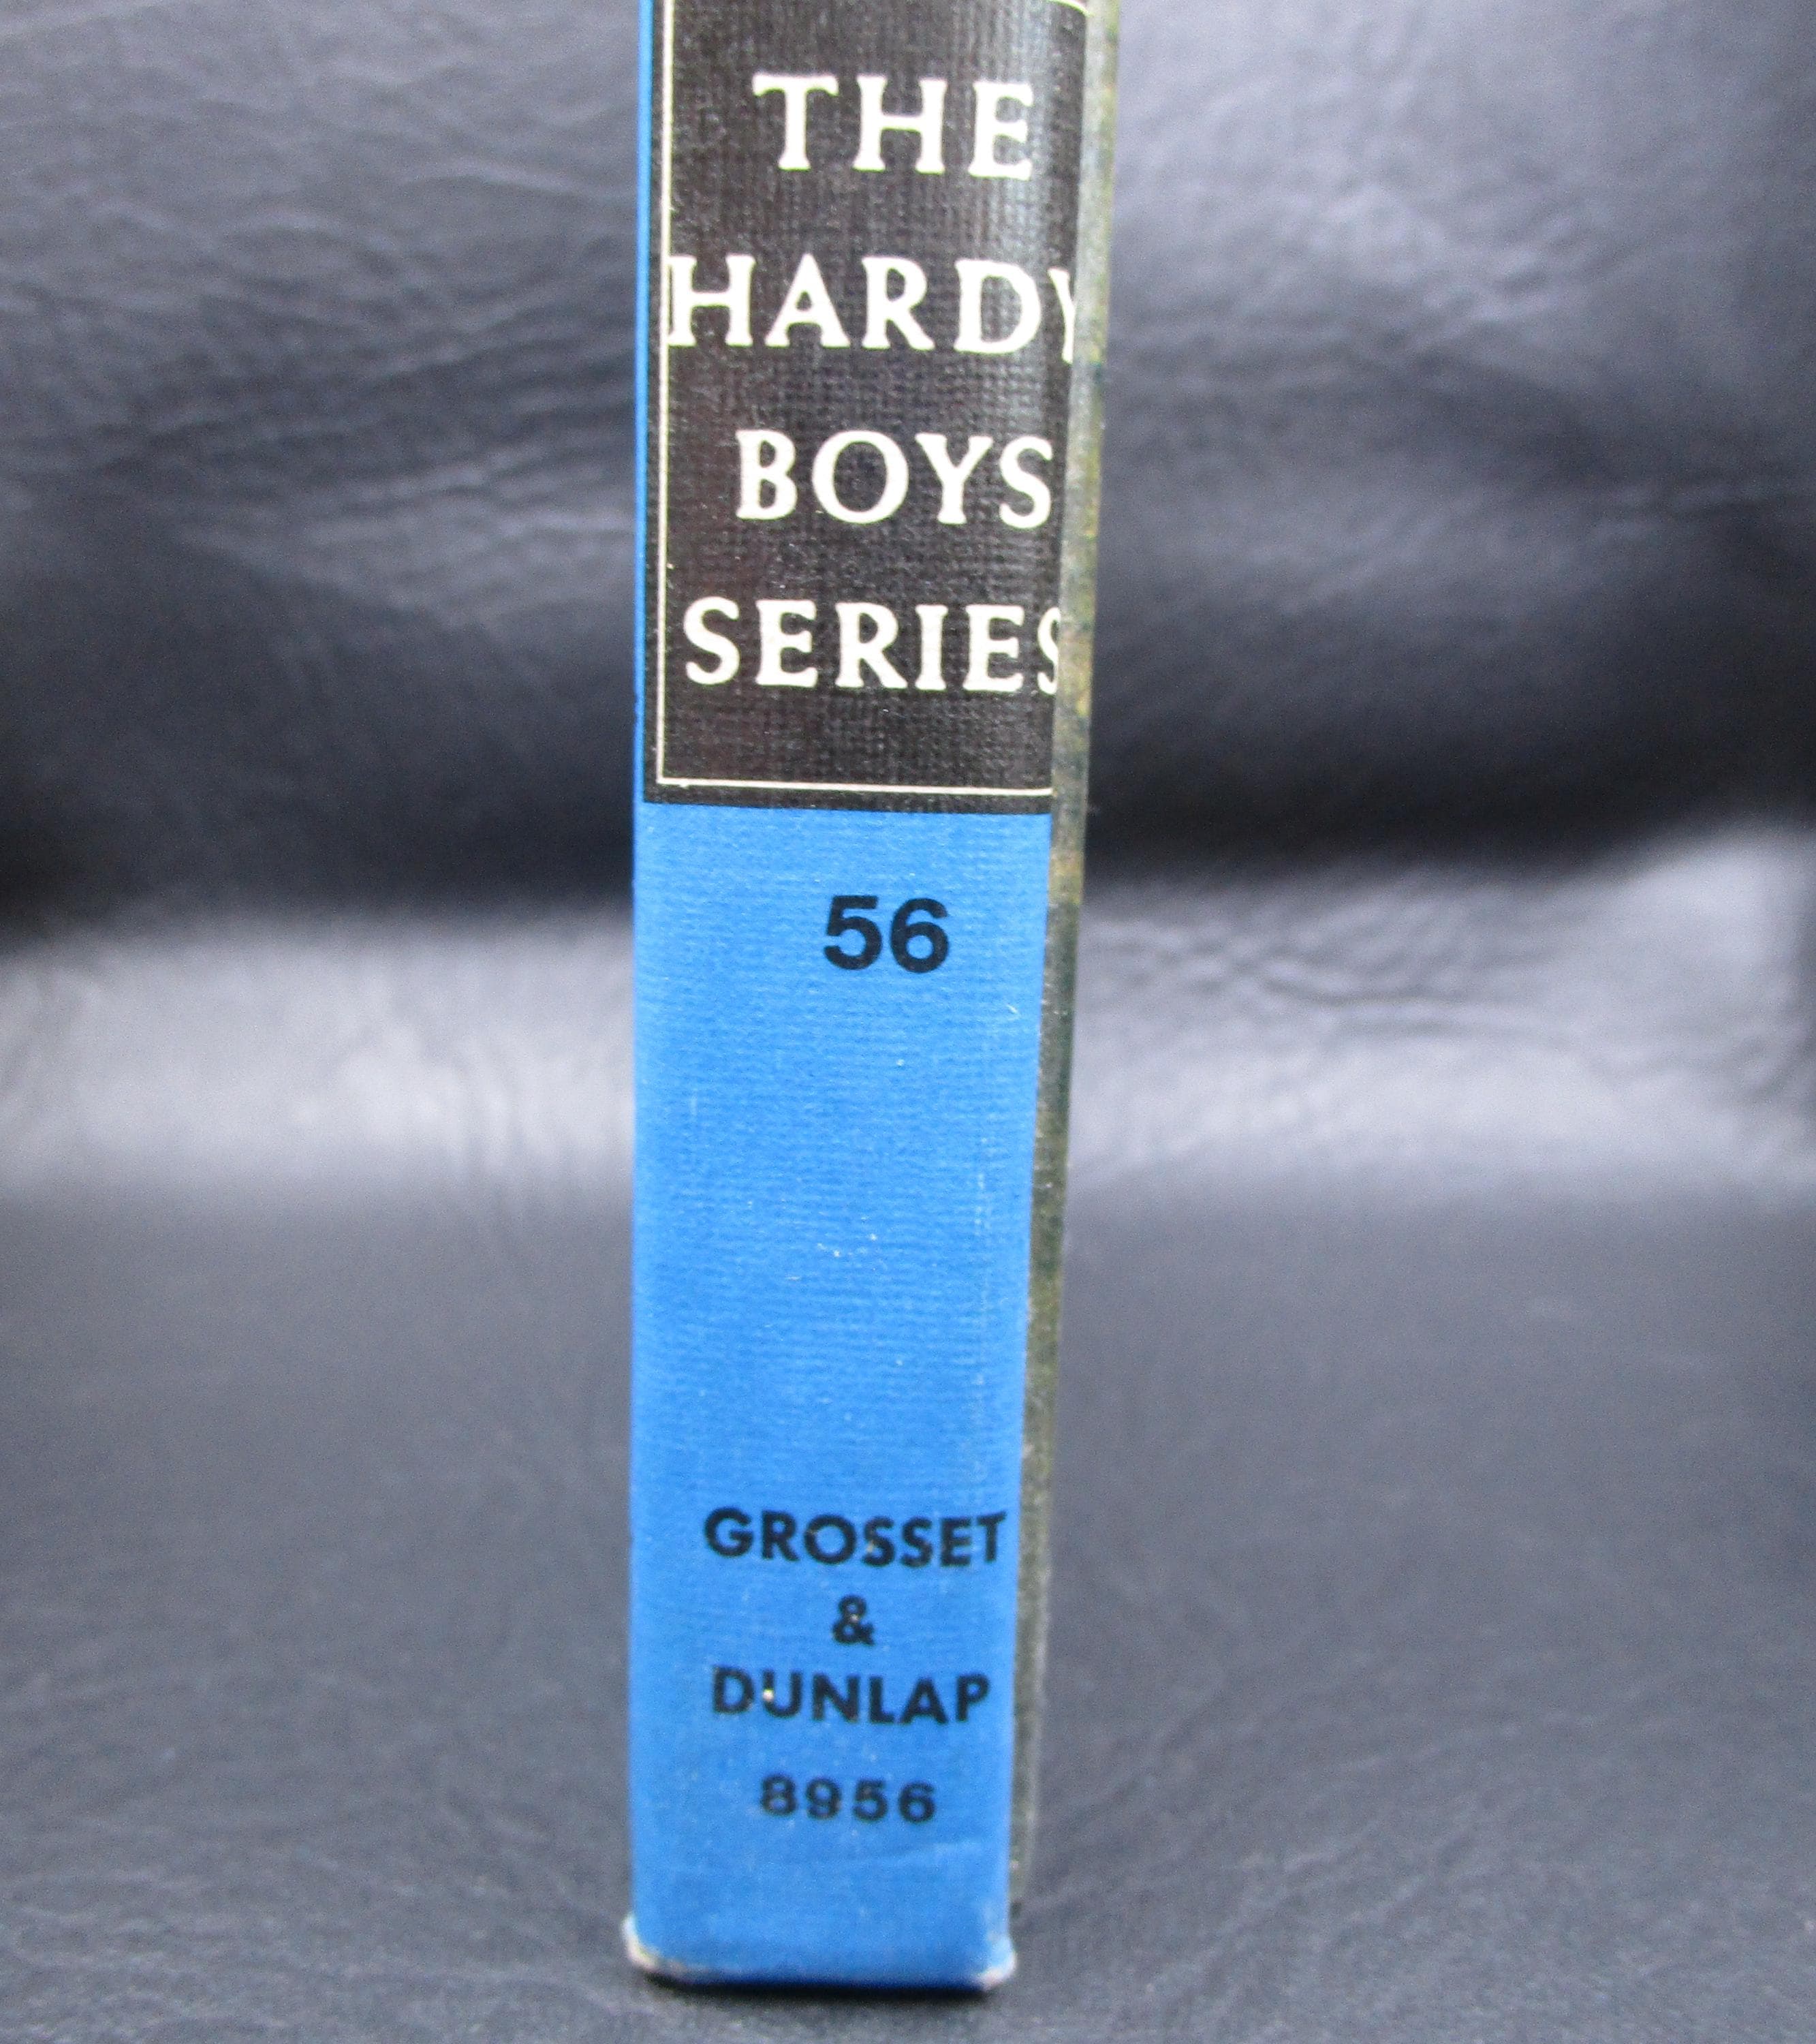 THE
HARDY
BOYS
SERIES
56
GROSSET
&
DUNLAP
8956